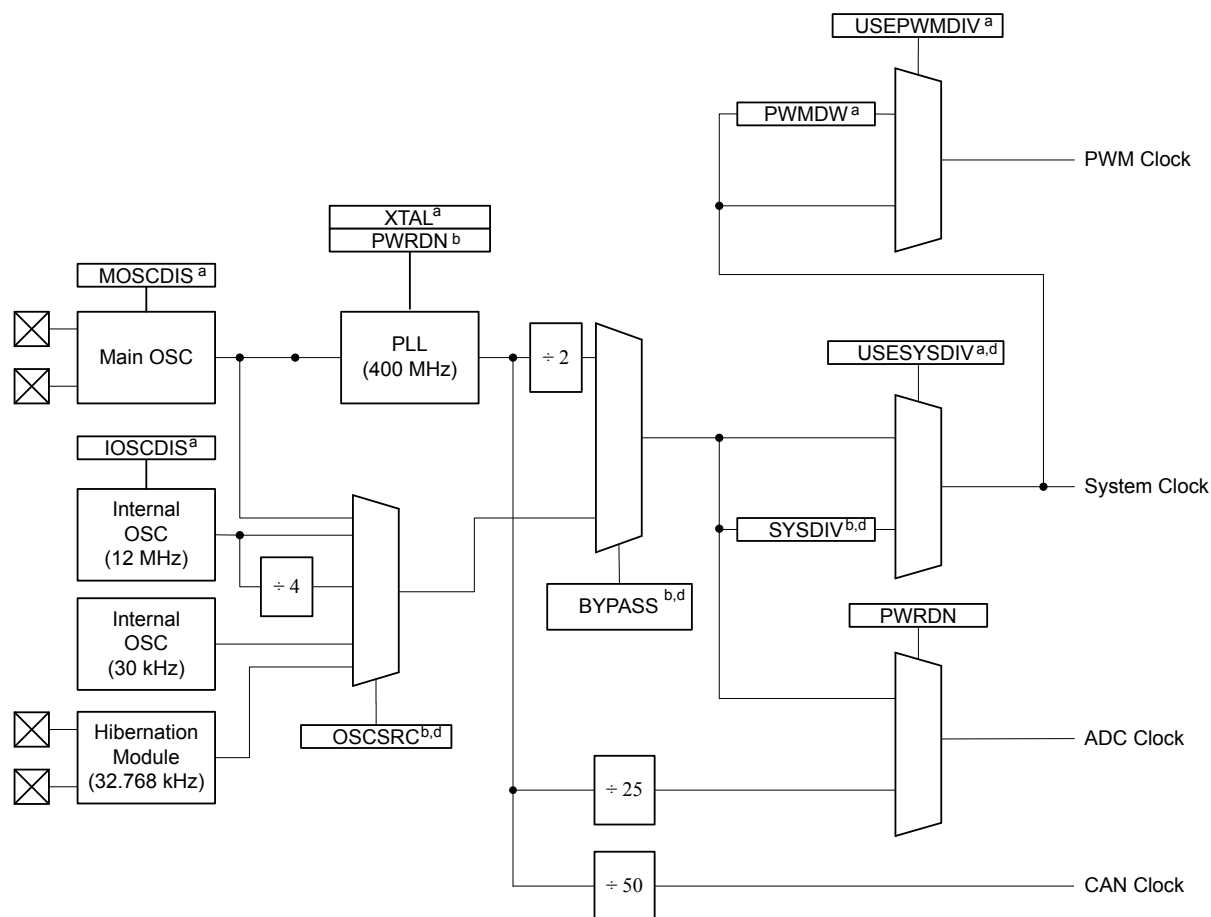 USEPWMDIV a
PWMDW a
PWM Clock
XTAL a
PWRDN b
MOSCDIS a
Main OSC
PLL
(400 MHz)
÷ 2
USESYSDIV a,d
IOSCDIS a
Internal
OSC
(12 MHz)
÷ 4
System Clock
SYSDIV b,d
BYPASS b,d
Internal
OSC
(30 kHz)
PWRDN
OSCSRC b,d
Hibernation
Module
(32.768 kHz)
ADC Clock
÷ 25
÷ 50
CAN Clock